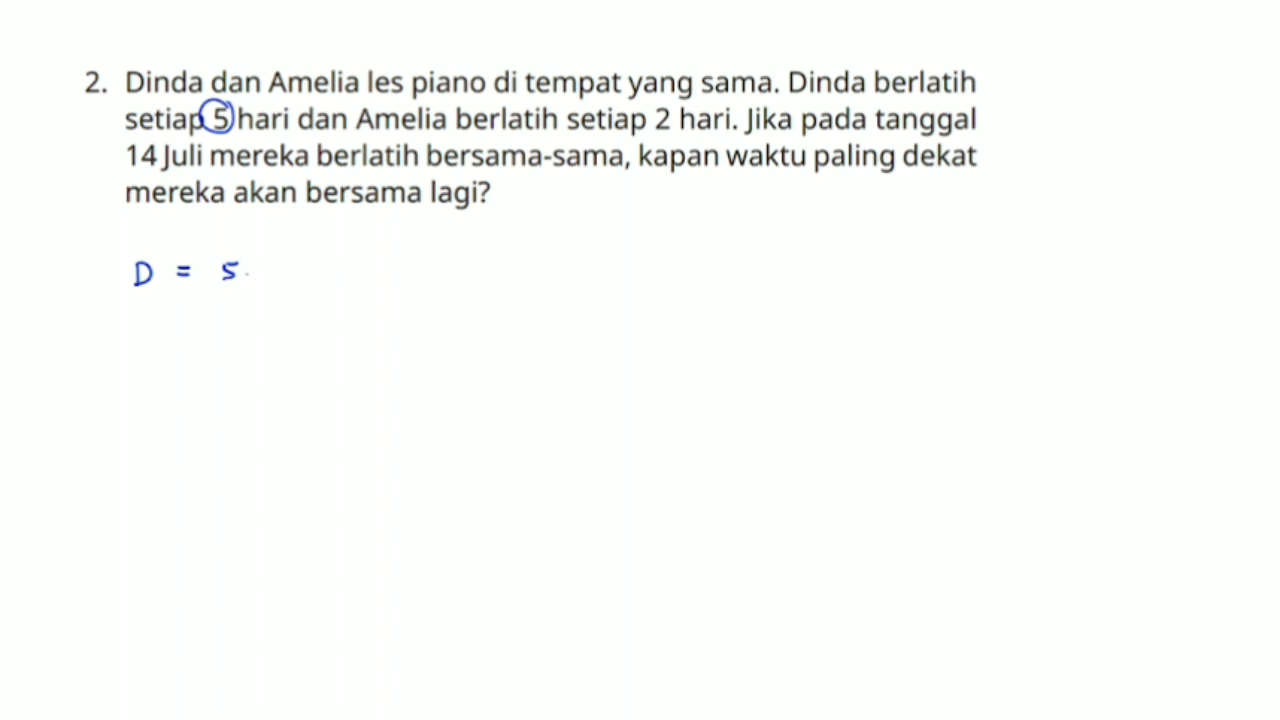 2. Dinda dan Amelia les piano di tempat yang sama. Dinda berlatih
setiap 5 hari dan Amelia berlatih setiap 2 hari. Jika pada tanggal
14 Juli mereka berlatih bersama-sama, kapan waktu paling dekat
mereka akan bersama lagi?
D = 5